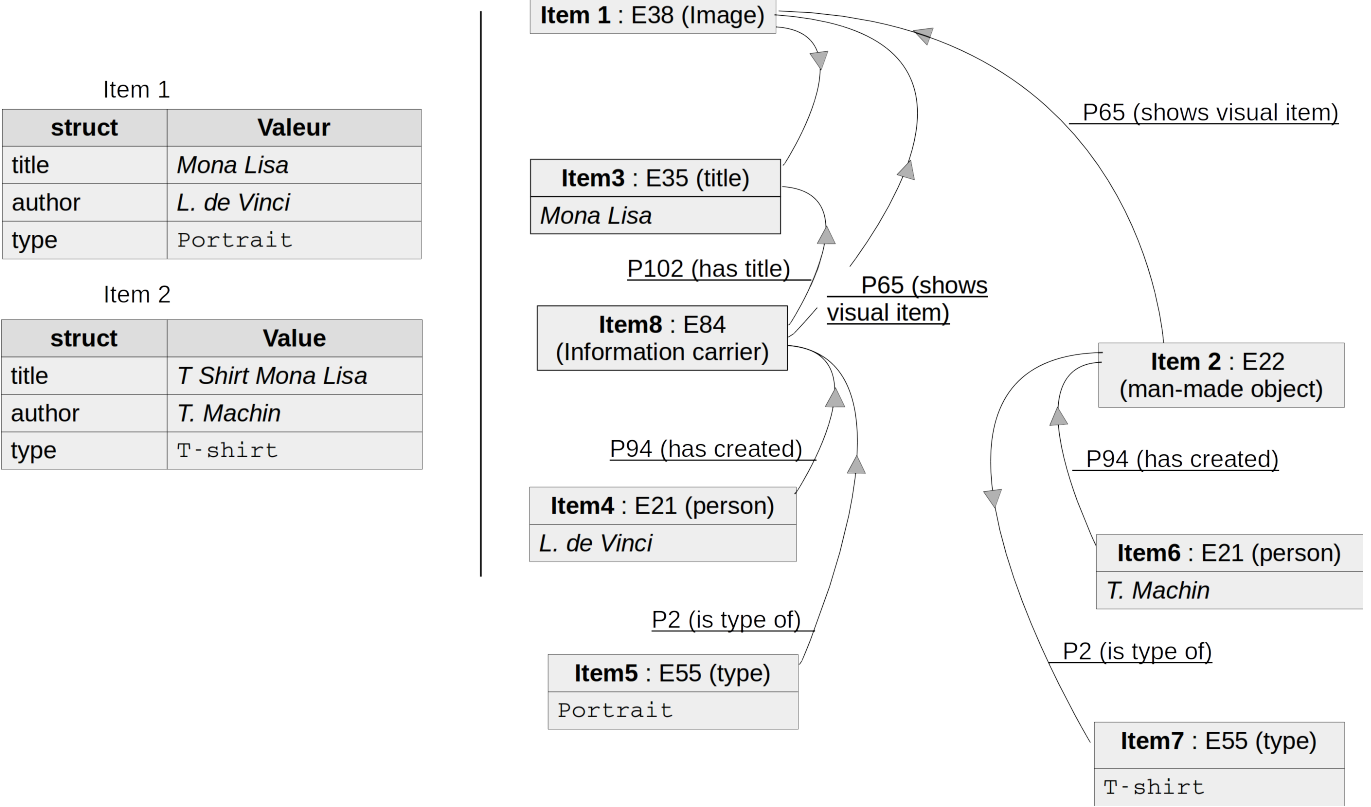 Item 1
struct Valeur
title Mona Lisa
author L. de Vinci
type Portrait
Item 2
struct Value
title T Shirt Mona Lisa
author T. Machin
type T-shirt
Item 1 : E38 (Image)
P65 (shows visual item)
Item3 : E35 (title)
Mona Lisa
P102 (has title)
P65 (shows
visual item)
Item8 : E84
(Information carrier)
Item 2 : E22
(man-made object)
P94 (has created)
P94 (has created)
Item4 : E21 (person)
L. de Vinci
Item6 : E21 (person)
T. Machin
P2 (is type of)
P2 (is type of)
Item5 : E55 (type)
Portrait
Item7 : E55 (type)
T-shirt